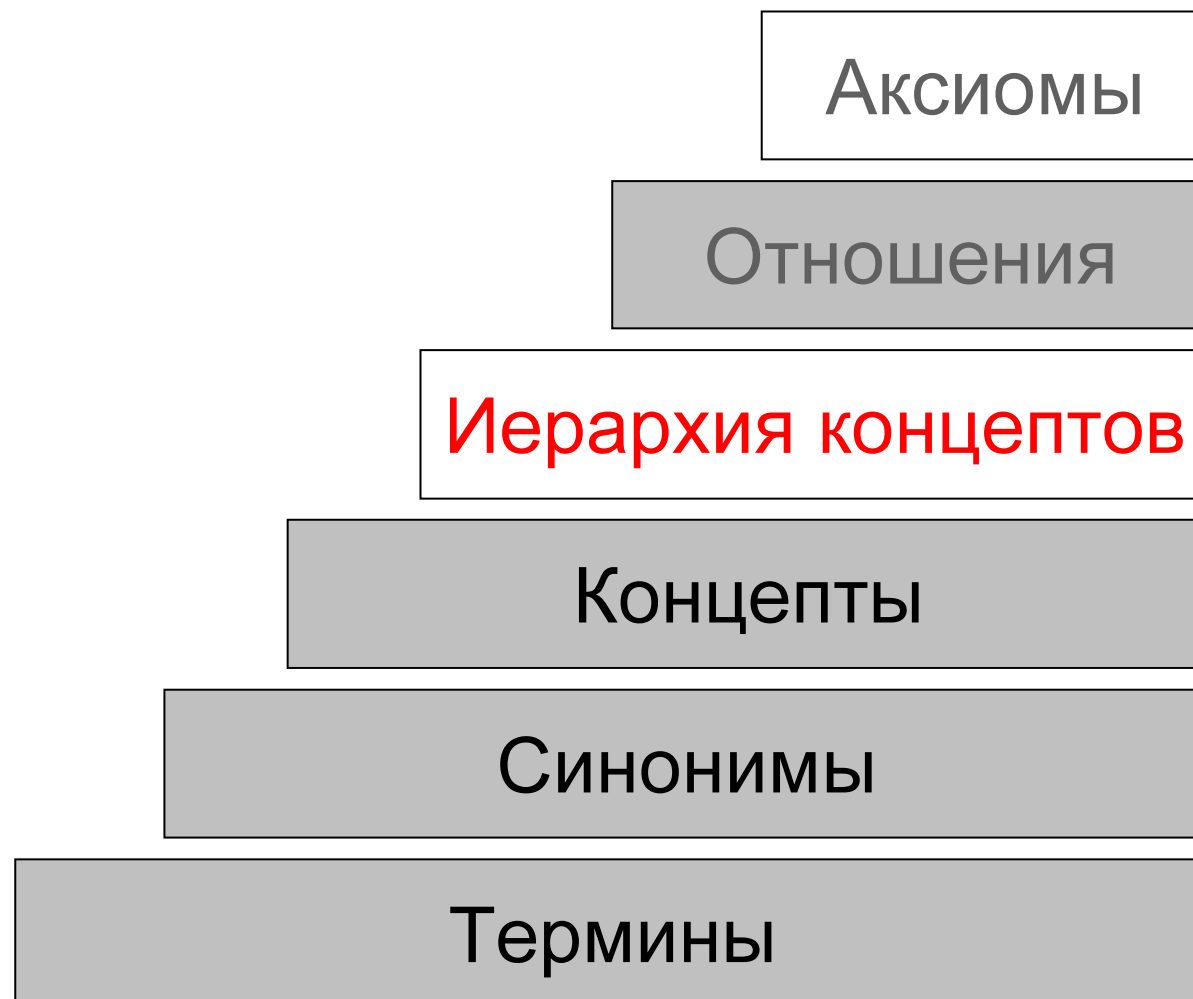 Аксиомы
Отношения
Иерархия концептов
Концепты
Синонимы
Термины